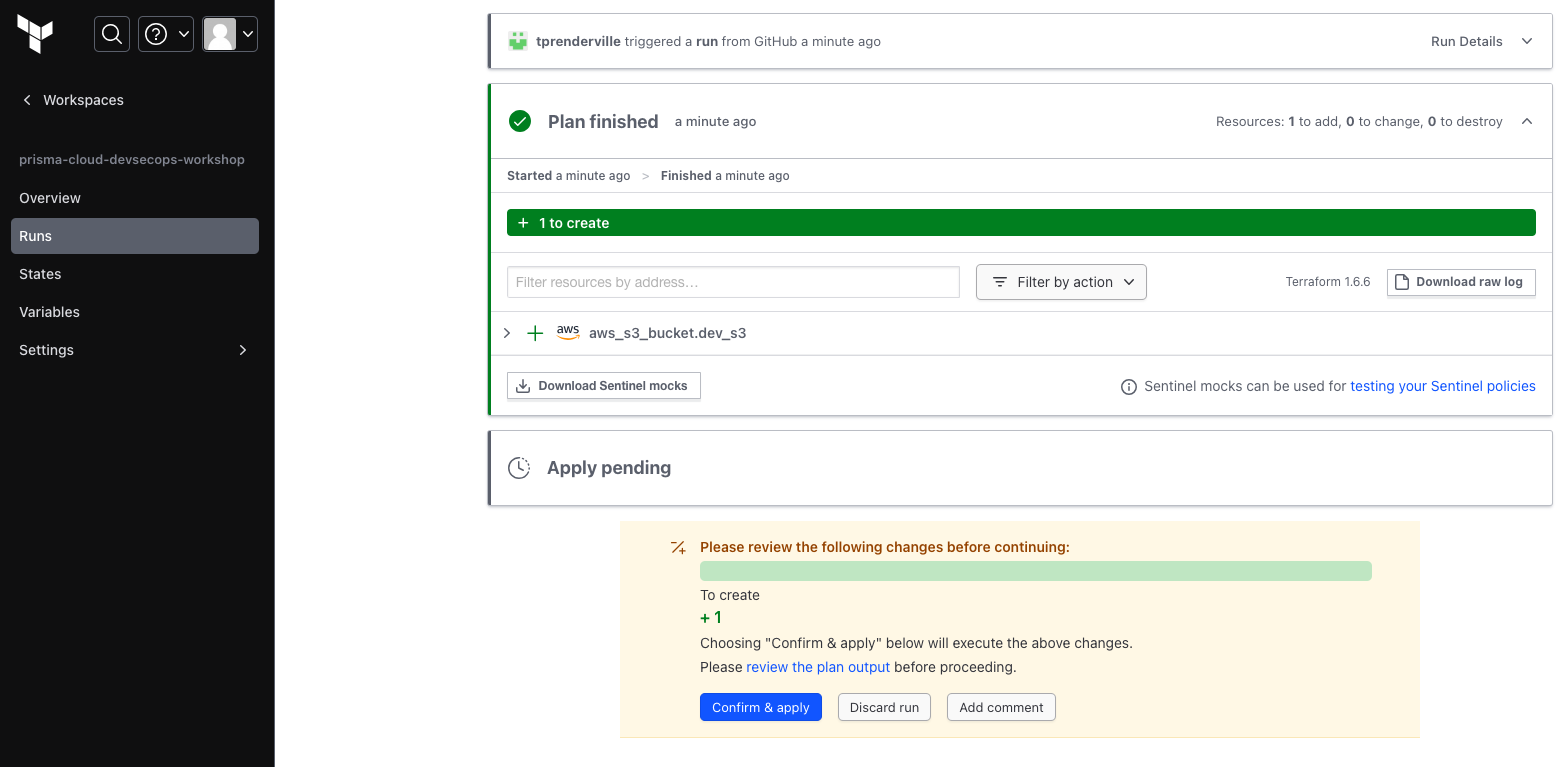 Workspaces
prisma-cloud-devsecops-workshop
Overview
Runs
States
Variables
Settings
tprenderville triggered a run from GitHub a minute ago
Run Details
Plan finished
a minute ago
Resources: 1 to add, 0 to change, 0 to destroy
Started a minute ago > Finished a minute ago
+ 1 to create
Filter resources by address...
Filter by action
Terraform 1.6.6
Download raw log
aws
aws_s3_bucket.dev_s3
Download Sentinel mocks
Sentinel mocks can be used for testing your Sentinel policies
Apply pending
Please review the following changes before continuing:
To create
+ 1
Choosing "Confirm & apply" below will execute the above changes.
Please review the plan output before proceeding.
Confirm & apply
Discard run
Add comment